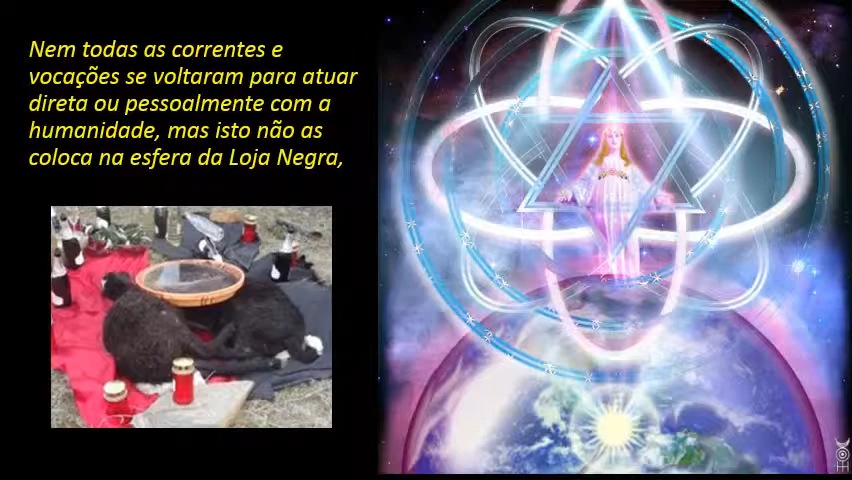 Nem todas as correntes e
vocações se voltaram para atuar
direta ou pessoalmente com a
humanidade, mas isto não as
coloca na esfera da Loja Negra,